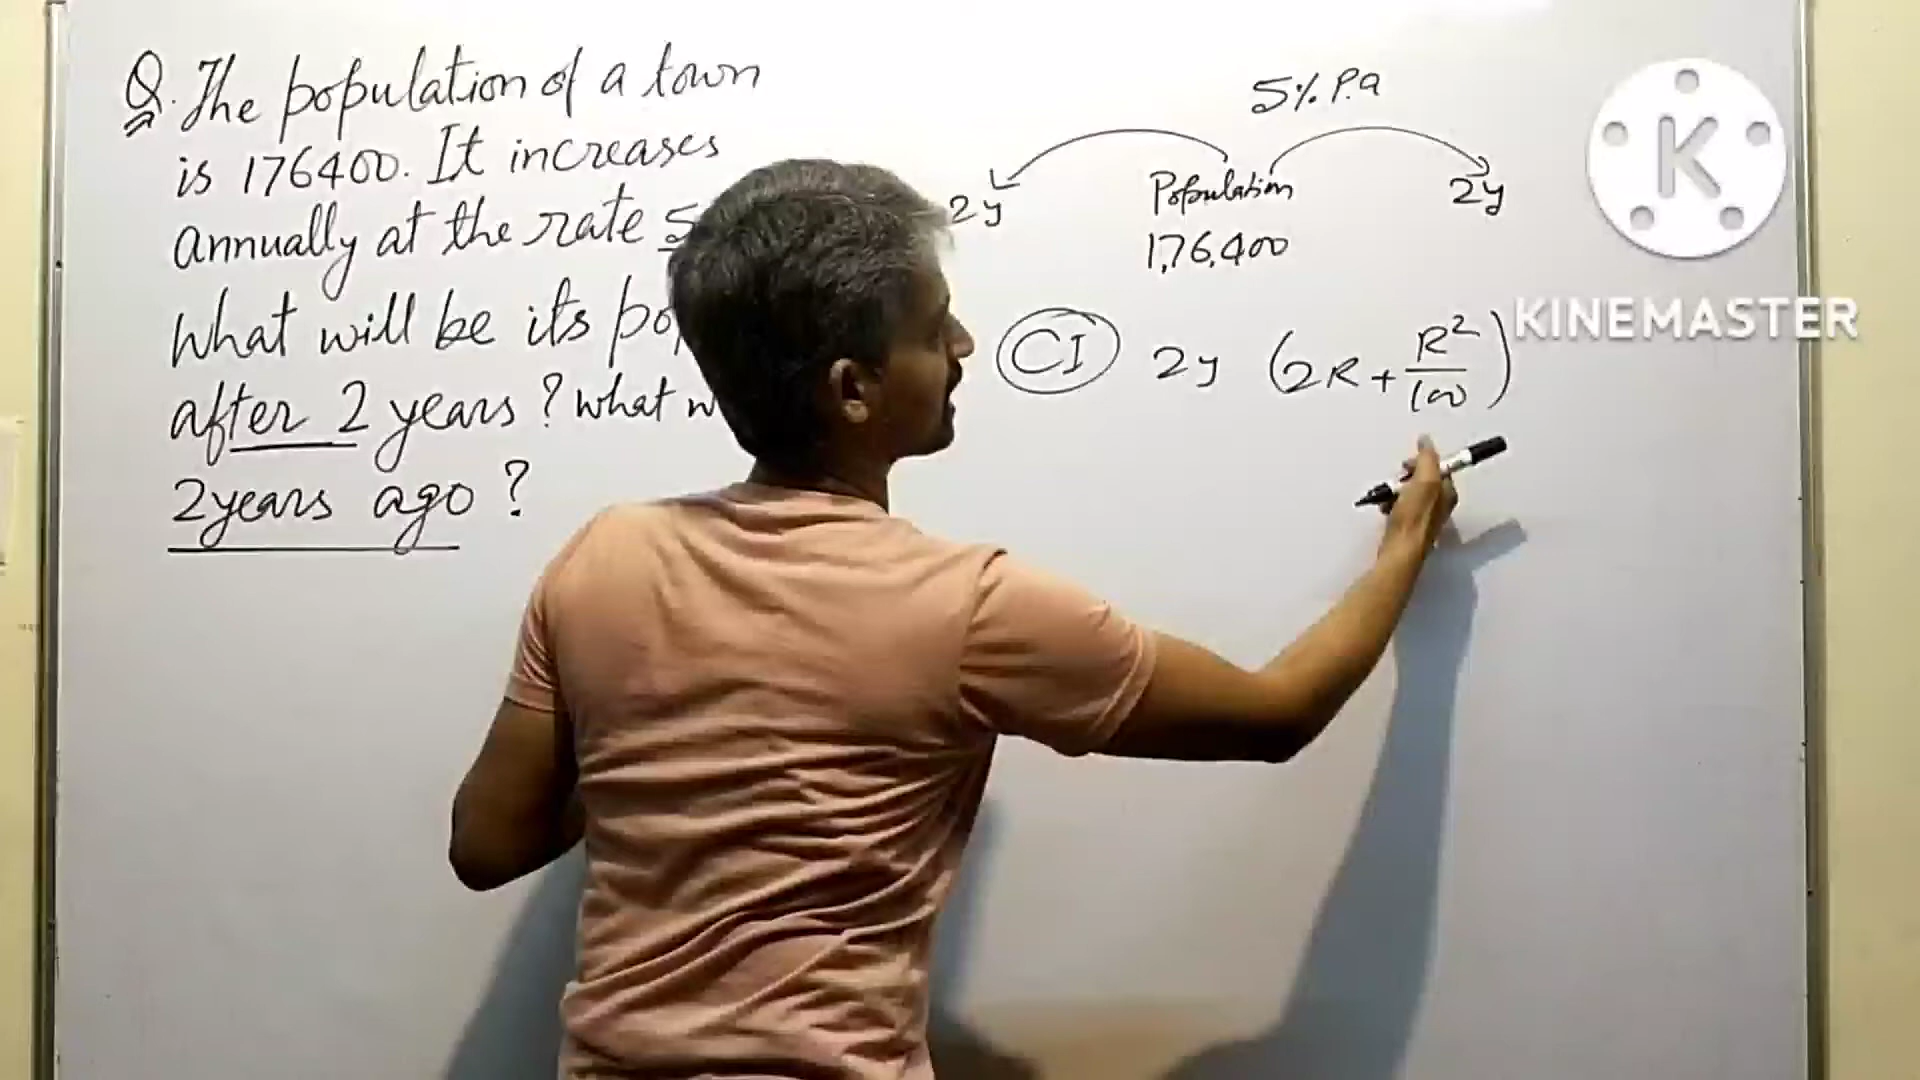 Q. The population of a town
is 176400. It increases
annually at the rate 5
What will be its po
after 2 years? what w
2years ago?
5% P.a
2y
Population
2y
1,76,400
CI 2y (2R + R²/100)
K
KINEMASTER